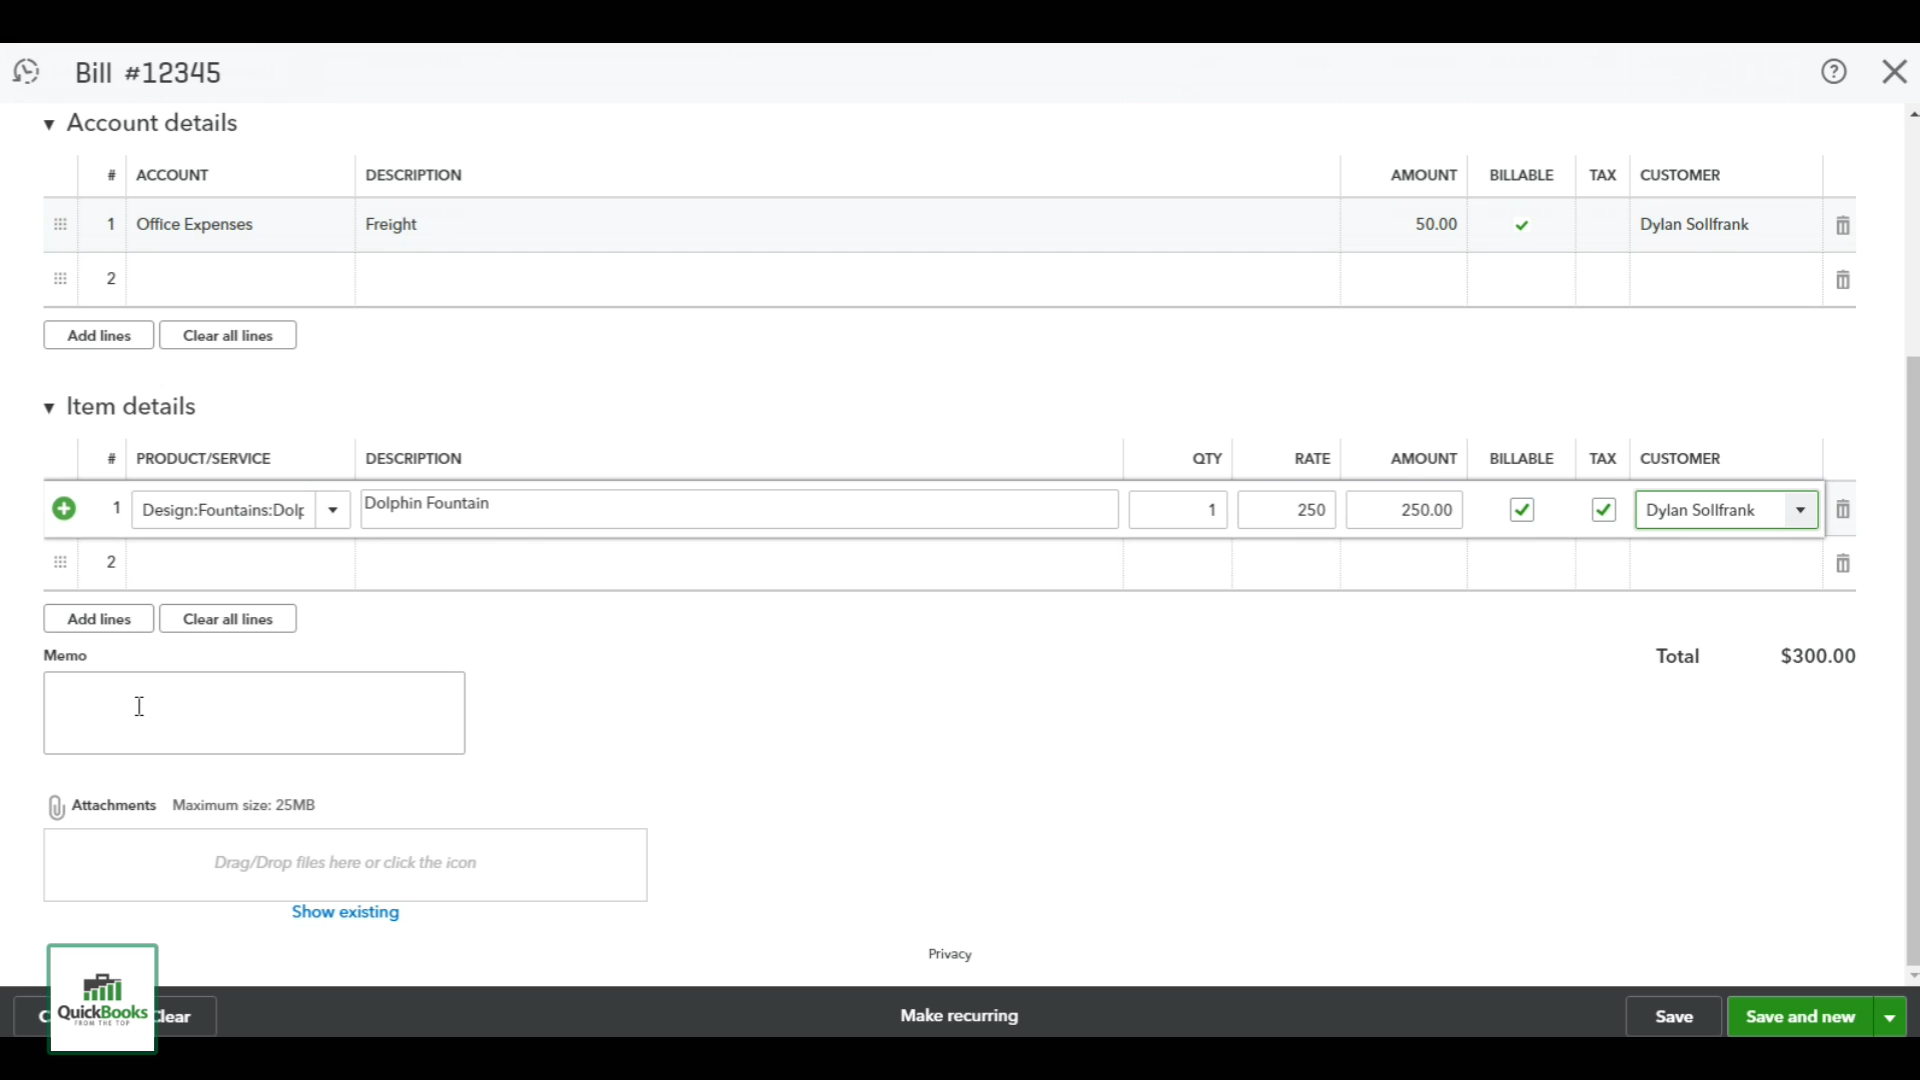 Bill #12345
Account details
# ACCOUNT DESCRIPTION AMOUNT BILLABLE TAX CUSTOMER
1 Office Expenses Freight 50.00 Dylan Sollfrank
2
Add lines Clear all lines
Item details
# PRODUCT/SERVICE DESCRIPTION QTY RATE AMOUNT BILLABLE TAX CUSTOMER
1 Design:Fountains:Dolp Dolphin Fountain 1 250 250.00 Dylan Sollfrank
2
Add lines Clear all lines
Memo Total $300.00
Attachments Maximum size: 25MB
Drag/Drop files here or click the icon
Show existing
Privacy
QuickBooks
FROM THE TOP
Clear Make recurring Save Save and new